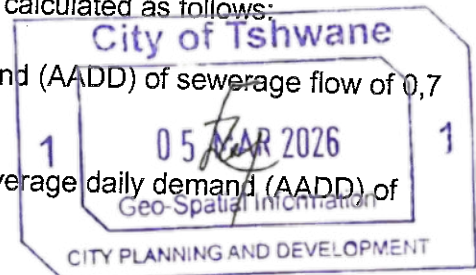 calculated as follows:
City of Tshwane
nd (AADD) of sewerage flow of 0,7
1 05 MAR 2026 1
verage daily demand (AADD) of
Geo-Spatial Information
CITY PLANNING AND DEVELOPMENT